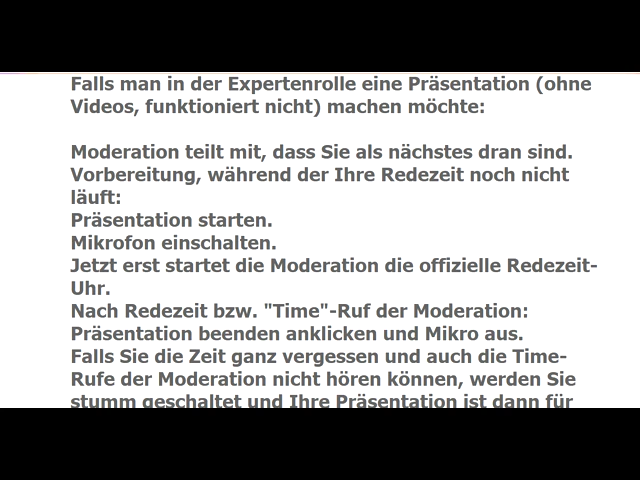 Falls man in der Expertenrolle eine Präsentation (ohne
Videos, funktioniert nicht) machen möchte:
Moderation teilt mit, dass Sie als nächstes dran sind.
Vorbereitung, während der Ihre Redezeit noch nicht
läuft:
Präsentation starten.
Mikrofon einschalten.
Jetzt erst startet die Moderation die offizielle Redezeit-
Uhr.
Nach Redezeit bzw. "Time"-Ruf der Moderation:
Präsentation beenden anklicken und Mikro aus.
Falls Sie die Zeit ganz vergessen und auch die Time-
Rufe der Moderation nicht hören können, werden Sie
stumm geschaltet und Ihre Präsentation ist dann für